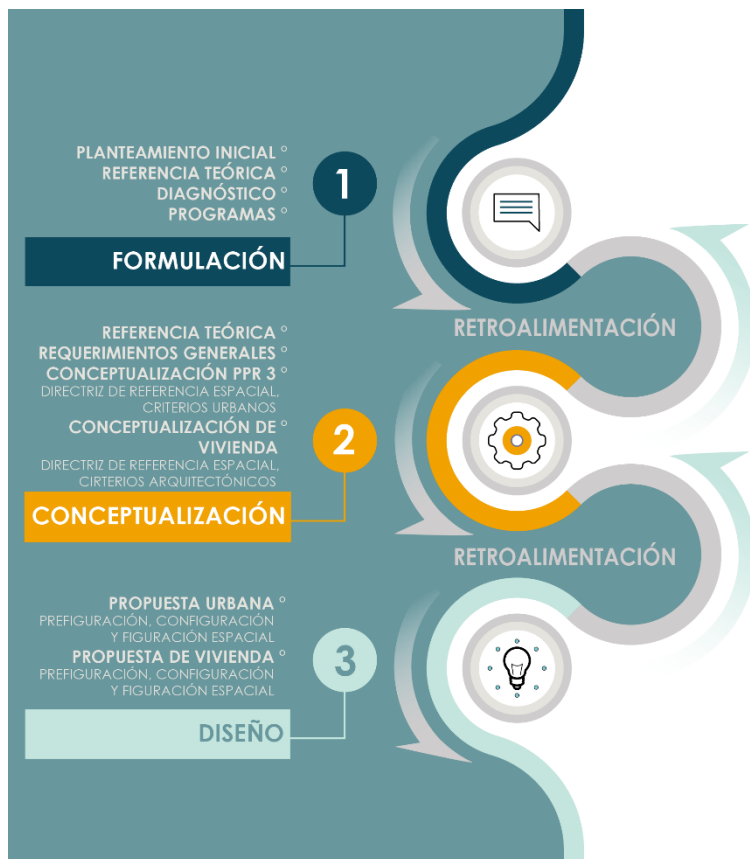 PLANTEAMIENTO INICIAL °
REFERENCIA TEÓRICA °
DIAGNÓSTICO °
PROGRAMAS °
1
FORMULACIÓN
RETROALIMENTACIÓN
REFERENCIA TEÓRICA °
REQUERIMIENTOS GENERALES °
CONCEPTUALIZACIÓN PPR 3 °
DIRECTRIZ DE REFERENCIA ESPACIAL,
CRITERIOS URBANOS
CONCEPTUALIZACIÓN DE °
VIVIENDA
DIRECTRIZ DE REFERENCIA ESPACIAL,
CIRTERIOS ARQUITECTÓNICOS
2
CONCEPTUALIZACIÓN
RETROALIMENTACIÓN
PROPUESTA URBANA °
PREFIGURACIÓN, CONFIGURACIÓN
Y FIGURACIÓN ESPACIAL
PROPUESTA DE VIVIENDA °
PREFIGURACIÓN, CONFIGURACIÓN
Y FIGURACIÓN ESPACIAL
3
DISEÑO